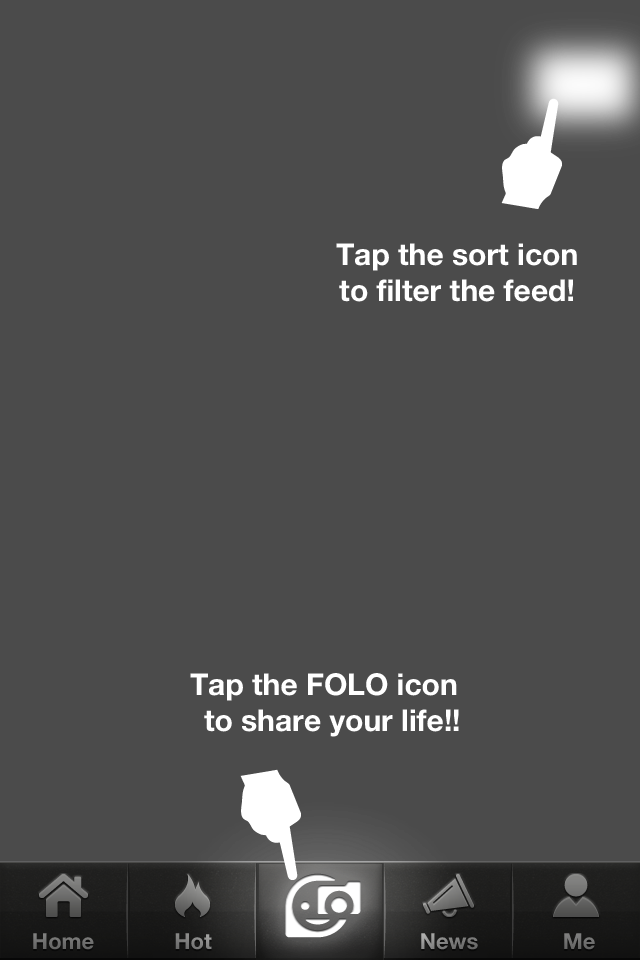 Tap the sort icon
to filter the feed!
Tap the FOLO icon
to share your life!!
Home
Hot
News
Me